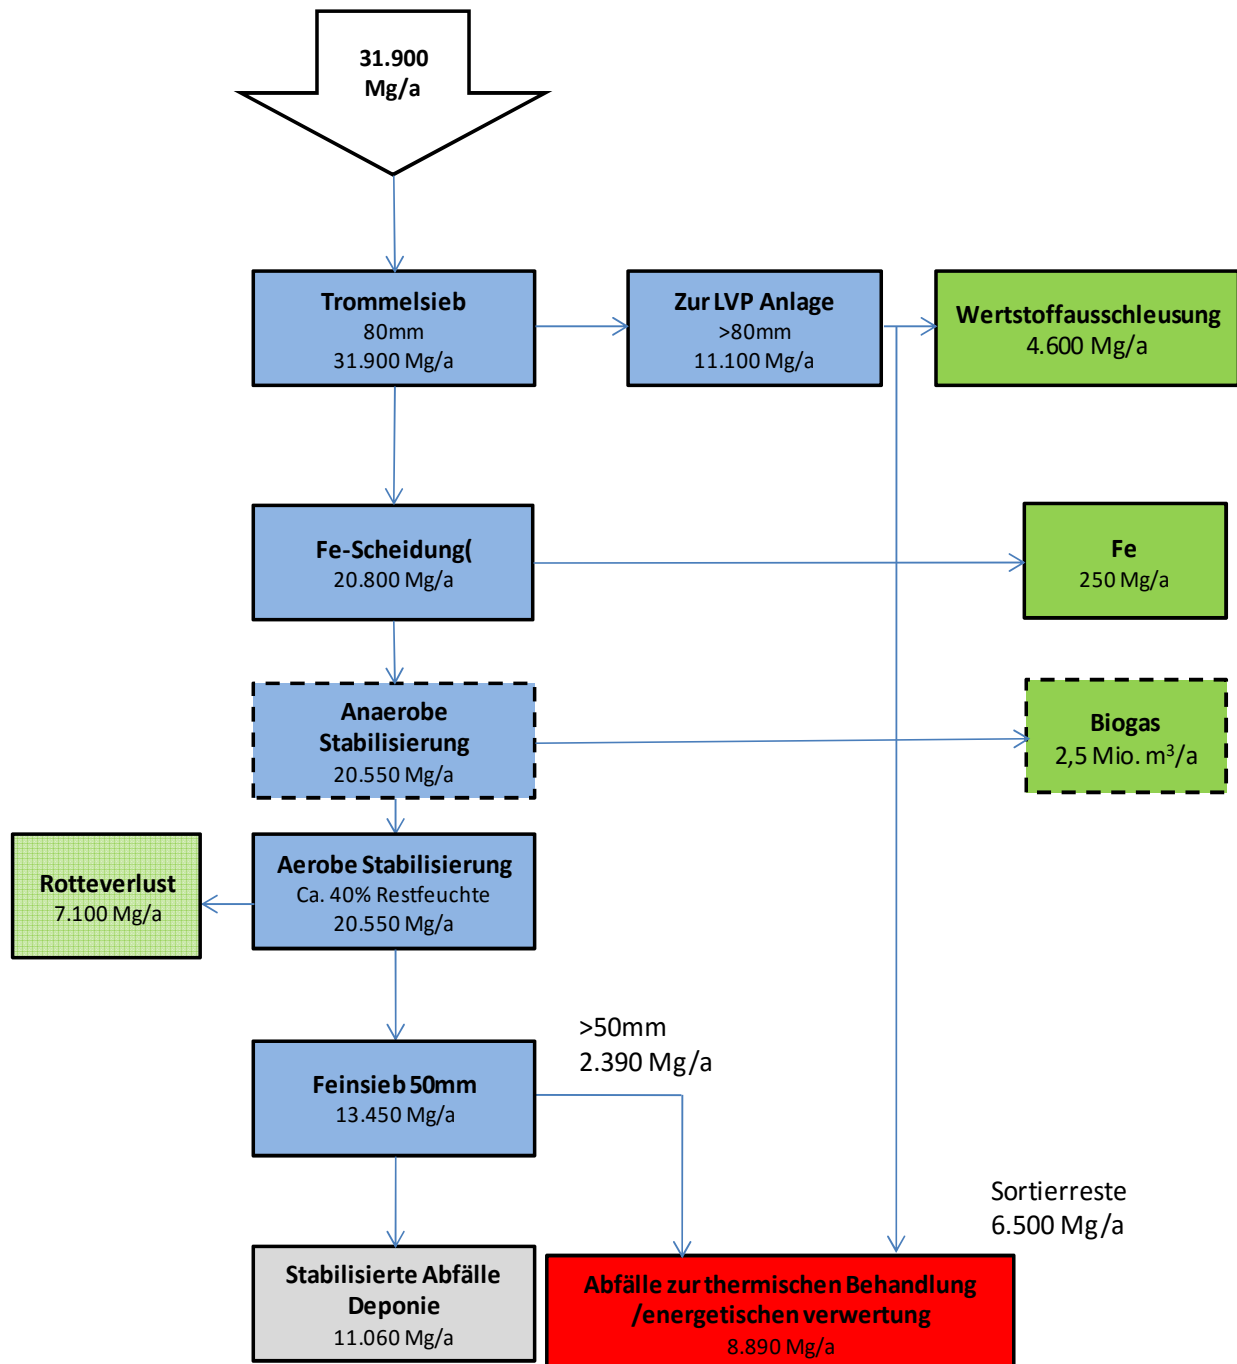 31.900
Mg/a
Trommelsieb
80mm
31.900 Mg/a
Zur LVP Anlage
>80mm
11.100 Mg/a
Wertstoffausschleusung
4.600 Mg/a
Fe-Scheidung(
20.800 Mg/a
Fe
250 Mg/a
Anaerobe
Stabilisierung
20.550 Mg/a
Biogas
2,5 Mio. m³/a
Rotteverlust
7.100 Mg/a
Aerobe Stabilisierung
Ca. 40% Restfeuchte
20.550 Mg/a
>50mm
2.390 Mg/a
Feinsieb 50mm
13.450 Mg/a
Sortierreste
6.500 Mg/a
Stabilisierte Abfälle
Deponie
11.060 Mg/a
Abfälle zur thermischen Behandlung
/energetischen verwertung
8.890 Mg/a